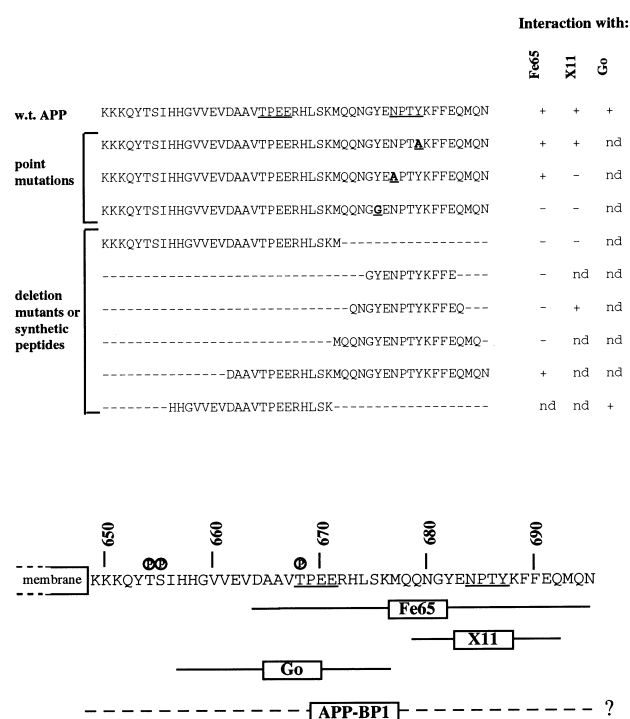 Interaction with:
Fe65 X11 Go
w.t. APP KKKQYTSIHHGVVEVDAAVTPEERHLSKMQQNGYENPTYKFFEQMQN + + +
point mutations
KKKQYTSIHHGVVEVDAAVTPEERHLSKMQQNGYENPTAKFFEQMQN + + nd
KKKQYTSIHHGVVEVDAAVTPEERHLSKMQQNGYEAPTYKFFEQMQN + – nd
KKKQYTSIHHGVVEVDAAVTPEERHLSKMQQNGGENPTYKFFEQMQN – – nd
deletion mutants or synthetic peptides
KKKQYTSIHHGVVEVDAAVTPEERHLSKM------------------ – – nd
--------------------------------GYENPTYKFFE---- – nd nd
------------------------------QNGYENPTYKFFEQ--- – + nd
----------------------------MQQNGYENPTYKFFEQMQ- – nd nd
---------------DAAVTPEERHLSKMQQNGYENPTYKFFEQMQN + nd nd
--------HHGVVEVDAAVTPEERHLSK------------------- nd nd +
650 660 670 680 690
P P P
membrane KKKQYTSIHHGVVEVDAAVTPEERHLSKMQQNGYENPTYKFFEQMQN
Fe65
X11
Go
APP-BP1 ?